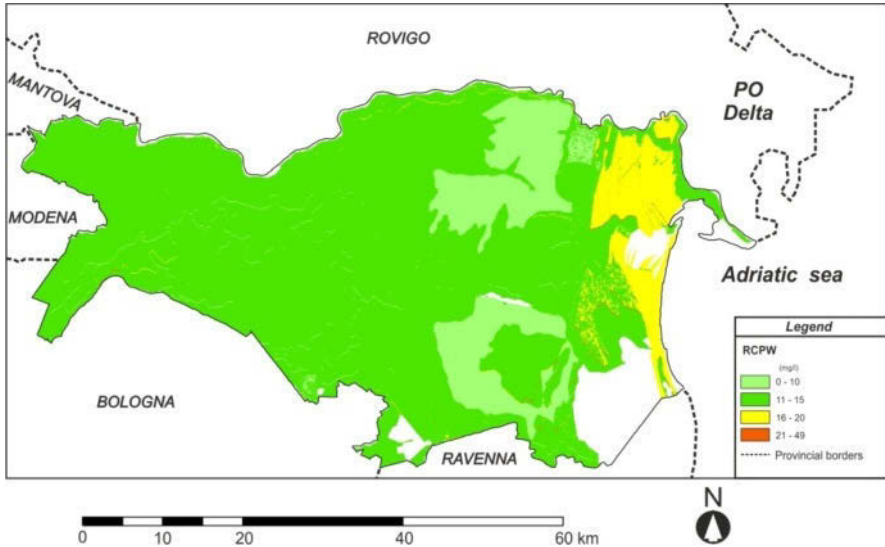 ROVIGO
MANTOVA
PO
Delta
MODENA
Adriatic sea
BOLOGNA
RAVENNA
Legend
RCPW
(mg/l)
0 - 10
11 - 15
16 - 20
21 - 49
Provincial borders
N
0 10 20 40 60 km